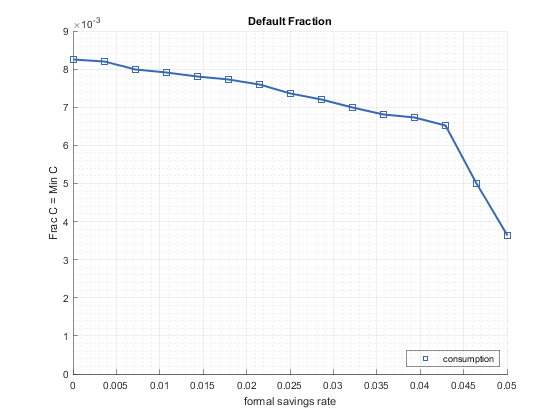 Default Fraction
×10⁻³
9
8
7
6
5
4
3
2
1
0
Frac C = Min C
0 0.005 0.01 0.015 0.02 0.025 0.03 0.035 0.04 0.045 0.05
formal savings rate
consumption